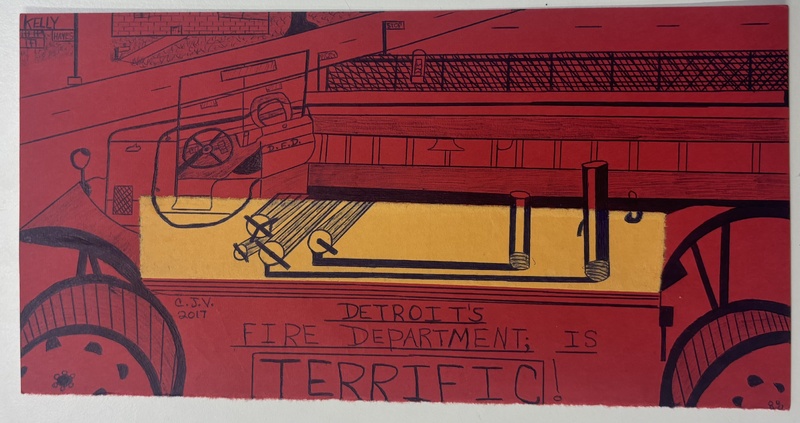 KELLY
D.F.D.
C.J.V.
2017
DETROIT'S
FIRE DEPARTMENT; IS
TERRIFIC!